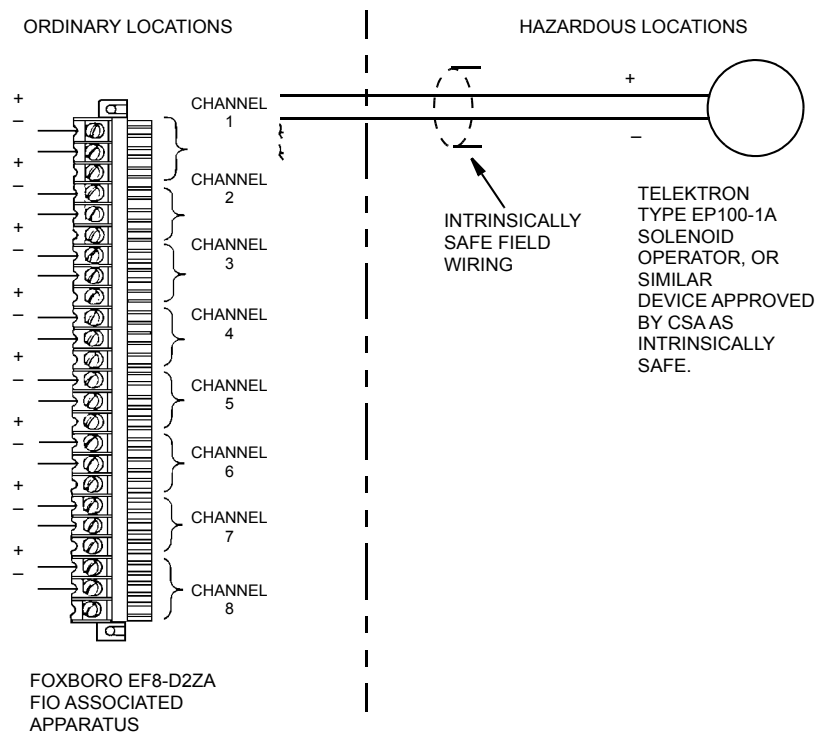 ORDINARY LOCATIONS
HAZARDOUS LOCATIONS
+
–
+
–
+
–
+
–
+
–
+
–
+
–
+
–
CHANNEL
1
CHANNEL
2
CHANNEL
3
CHANNEL
4
CHANNEL
5
CHANNEL
6
CHANNEL
7
CHANNEL
8
+
–
INTRINSICALLY
SAFE FIELD
WIRING
TELEKTRON
TYPE EP100-1A
SOLENOID
OPERATOR, OR
SIMILAR
DEVICE APPROVED
BY CSA AS
INTRINSICALLY
SAFE.
FOXBORO EF8-D2ZA
FIO ASSOCIATED
APPARATUS